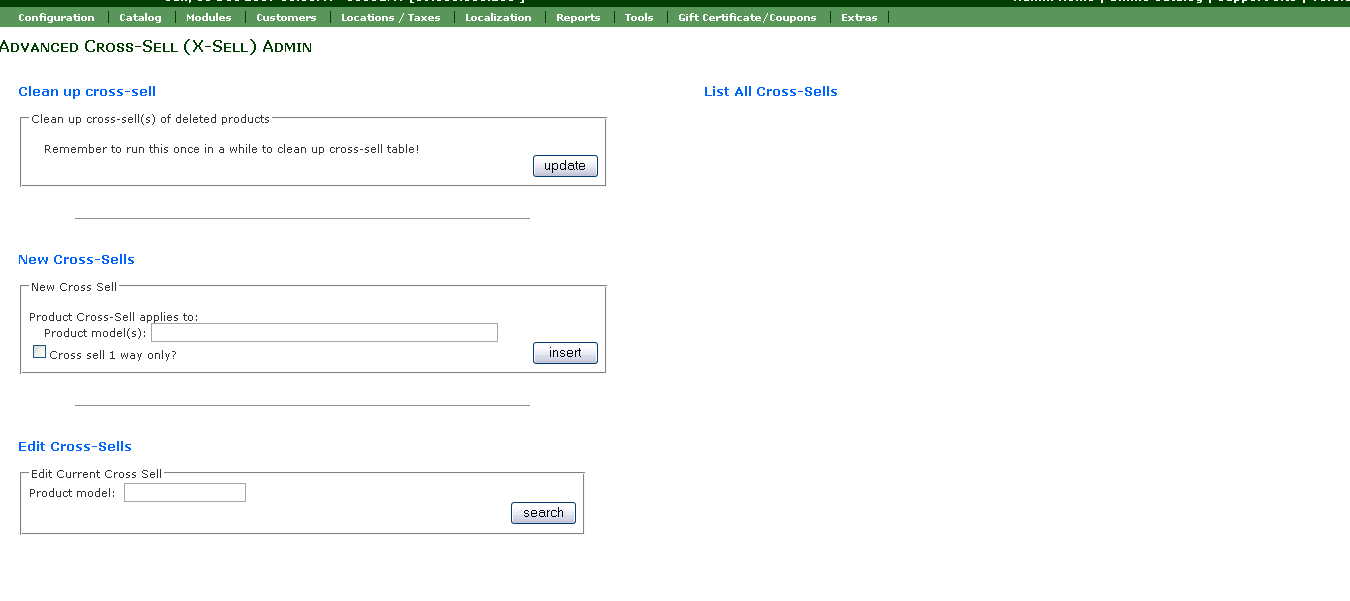 Configuration Catalog Modules Customers Locations / Taxes Localization Reports Tools Gift Certificate/Coupons Extras
Advanced Cross-Sell (X-Sell) Admin
Clean up cross-sell
Clean up cross-sell(s) of deleted products
Remember to run this once in a while to clean up cross-sell table!
update
New Cross-Sells
New Cross Sell
Product Cross-Sell applies to:
Product model(s):
Cross sell 1 way only?
insert
Edit Cross-Sells
Edit Current Cross Sell
Product model:
search
List All Cross-Sells